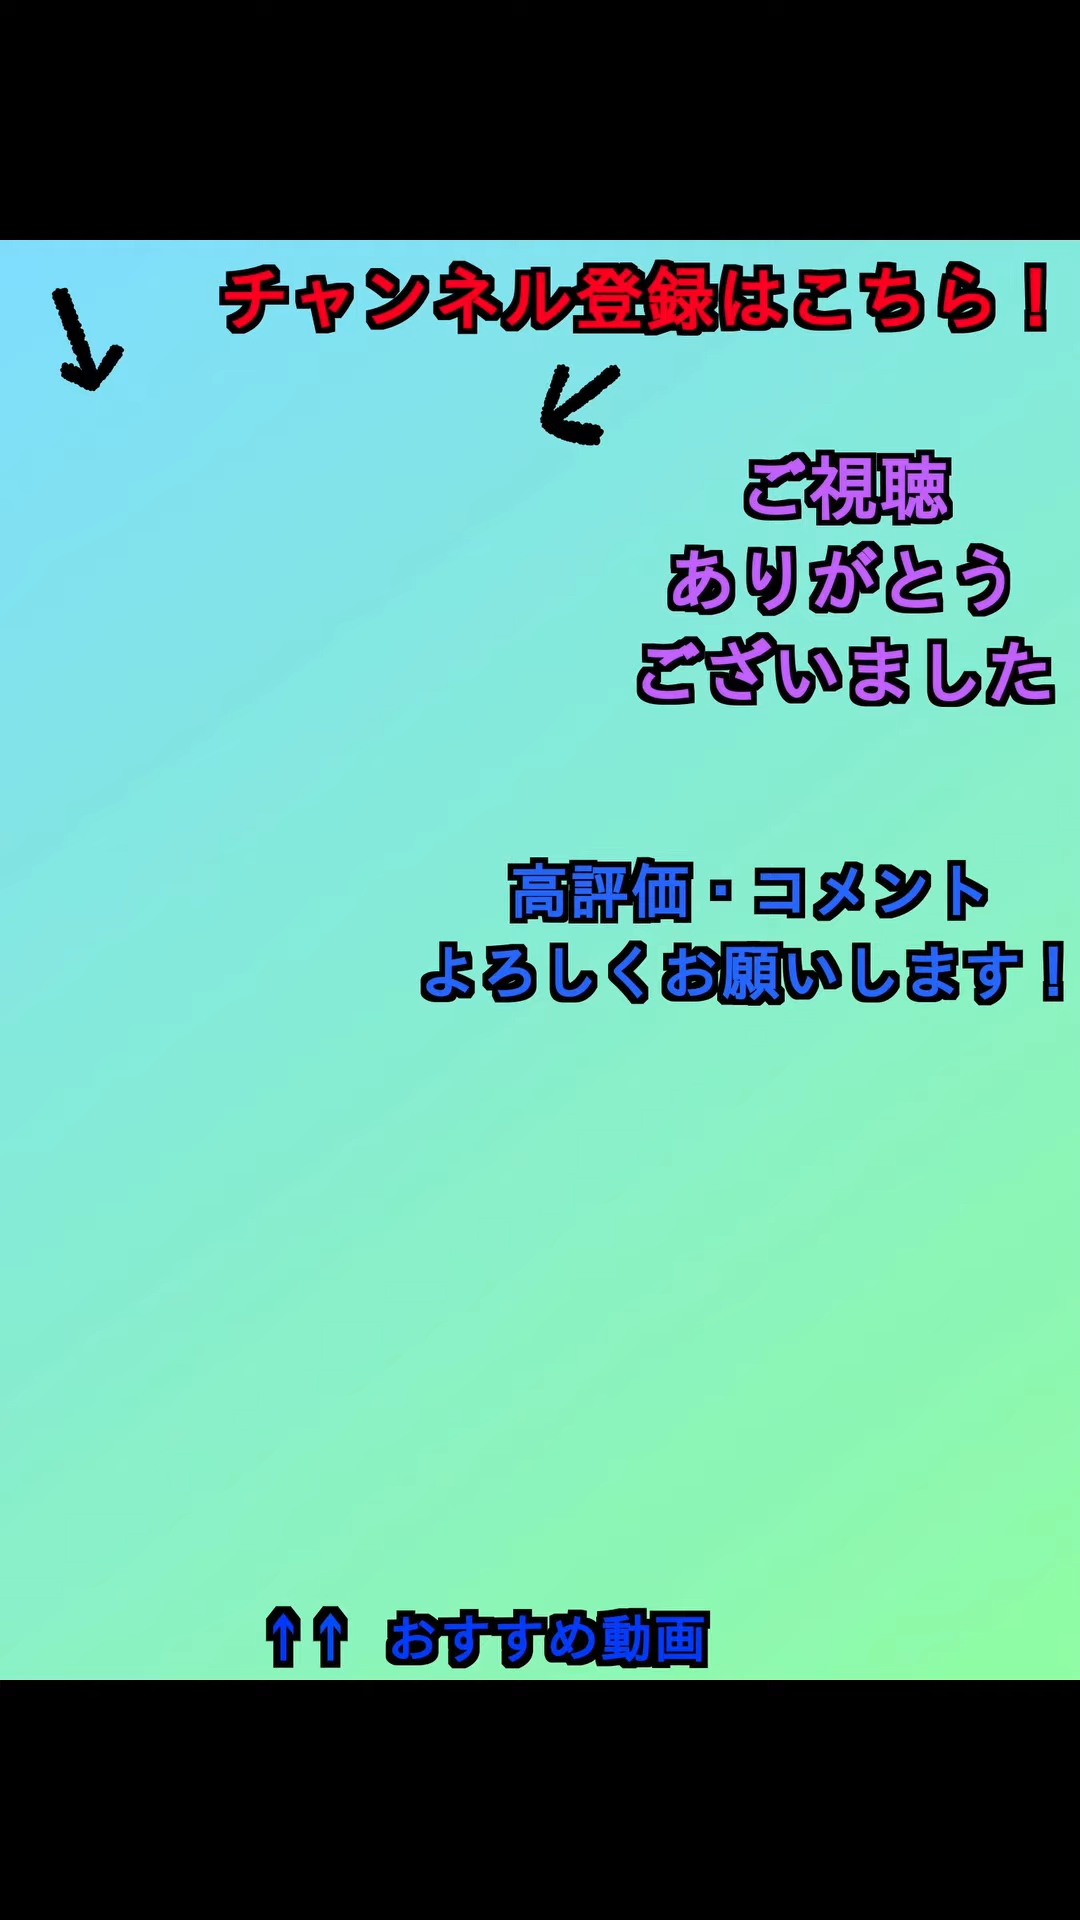 チャンネル登録はこちら！
ご視聴
ありがとう
ございました
高評価・コメント
よろしくお願いします！
↑↑ おすすめ動画